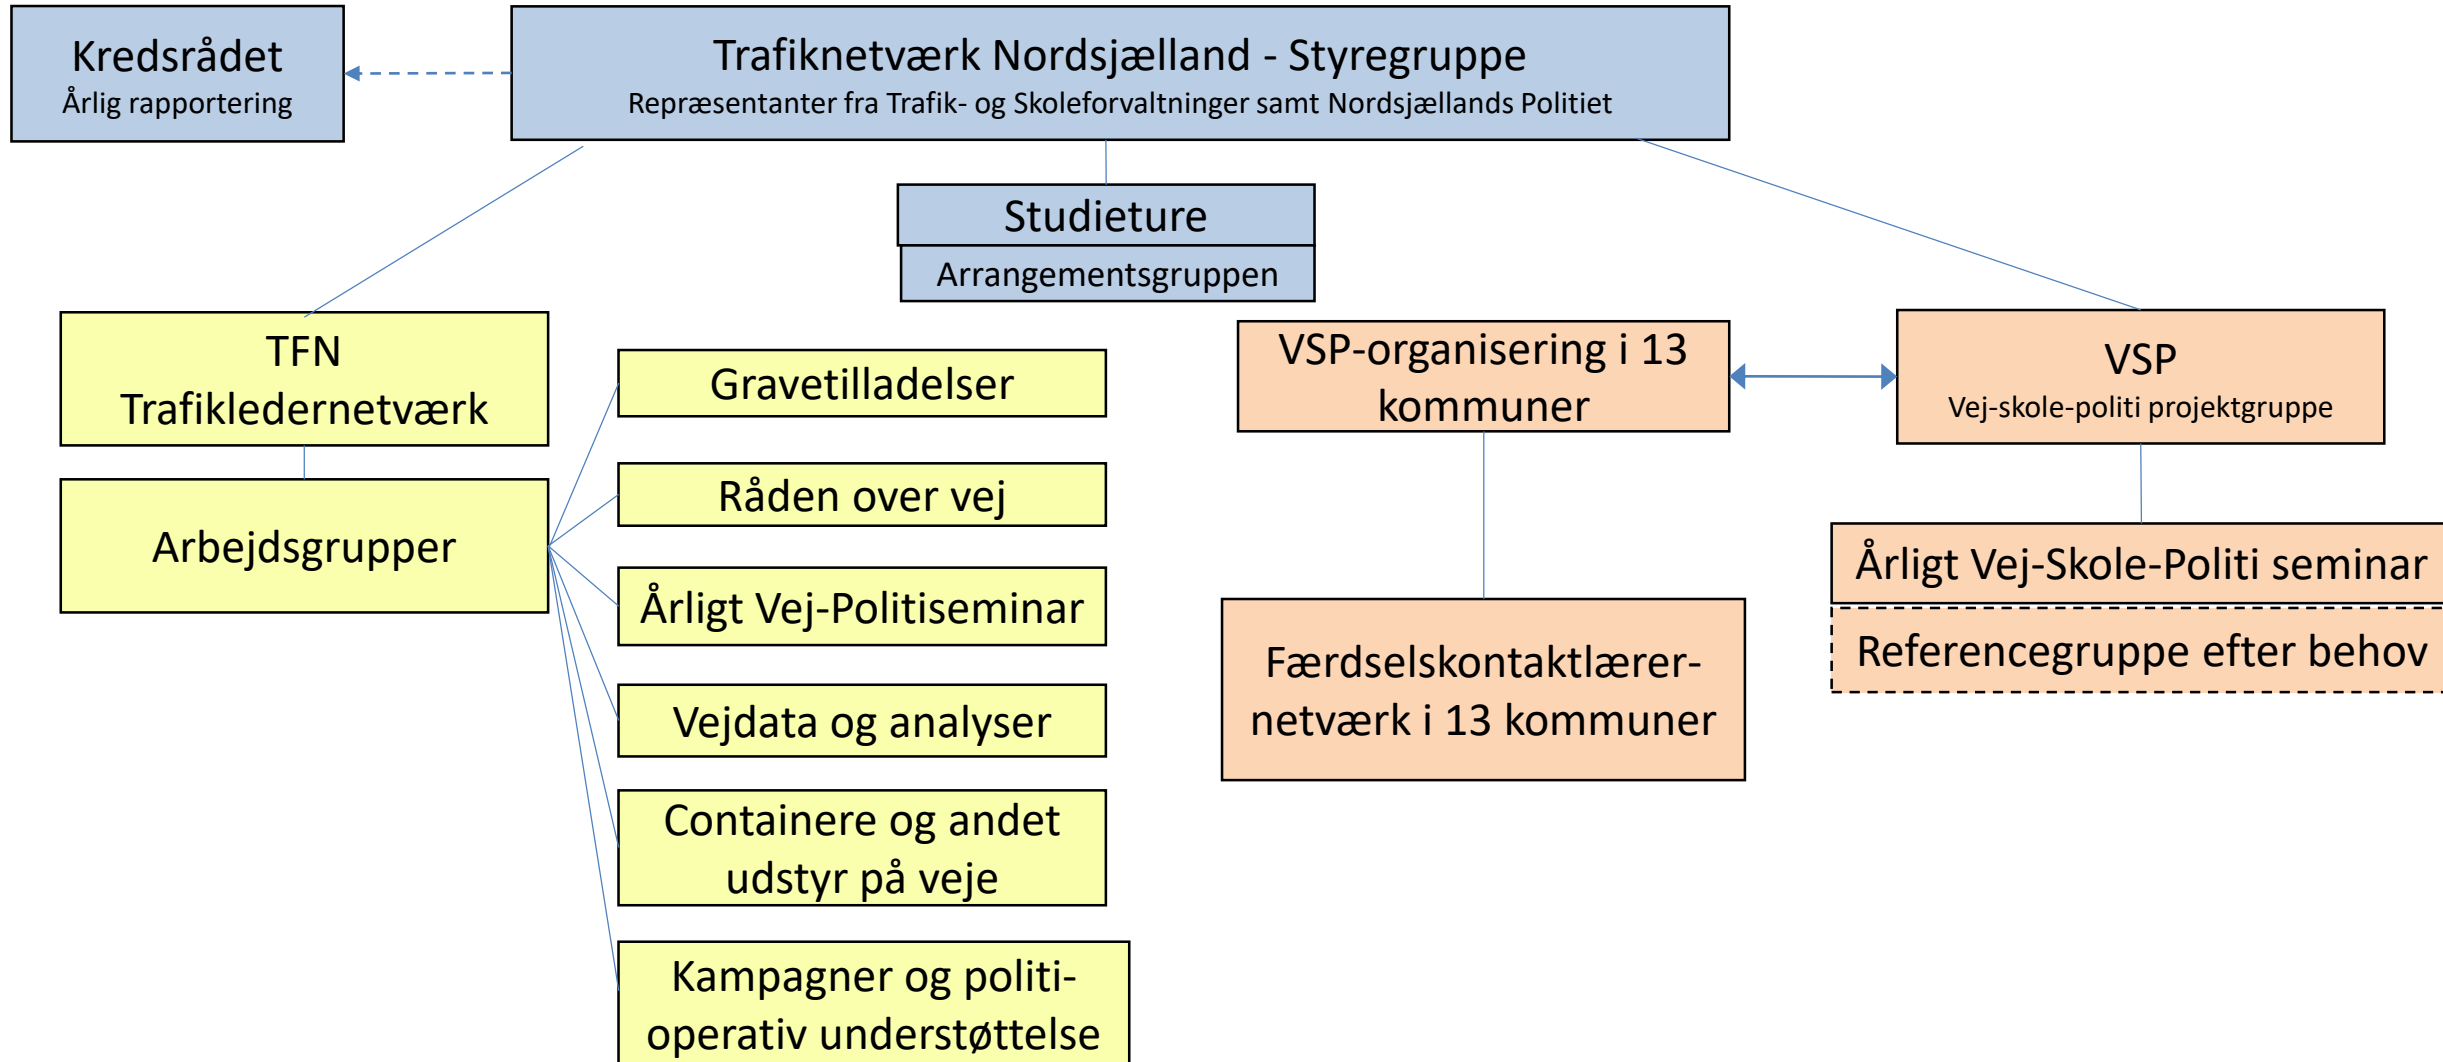 Kredsrådet
Årlig rapportering
Trafiknetværk Nordsjælland - Styregruppe
Repræsentanter fra Trafik- og Skoleforvaltninger samt Nordsjællands Politiet
Studieture
Arrangementsgruppen
TFN
Trafikledernetværk
Arbejdsgrupper
Gravetilladelser
Råden over vej
Årligt Vej-Politiseminar
Vejdata og analyser
Containere og andet
udstyr på veje
Kampagner og politi-
operativ understøttelse
VSP-organisering i 13
kommuner
Færdselskontaktlærer-
netværk i 13 kommuner
VSP
Vej-skole-politi projektgruppe
Årligt Vej-Skole-Politi seminar
Referencegruppe efter behov